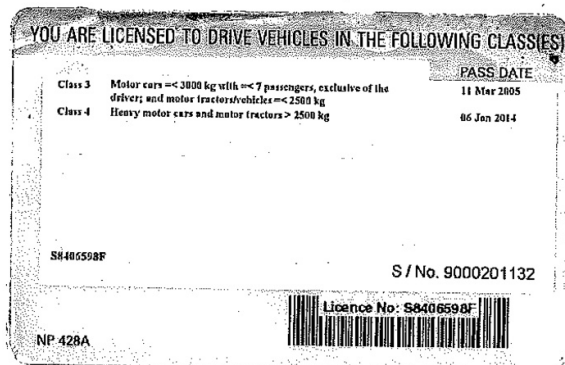 YOU ARE LICENSED TO DRIVE VEHICLES IN THE FOLLOWING CLASS(ES)
PASS DATE
Class 3 Motor cars =< 3000 kg with =< 7 passengers, exclusive of the 11 Mar 2005
driver; and motor tractors/vehicles =< 2500 kg
Class 4 Heavy motor cars and motor tractors > 2500 kg 06 Jan 2014
S8406598F
S / No. 9000201132
Licence No: S8406598F
NP 428A